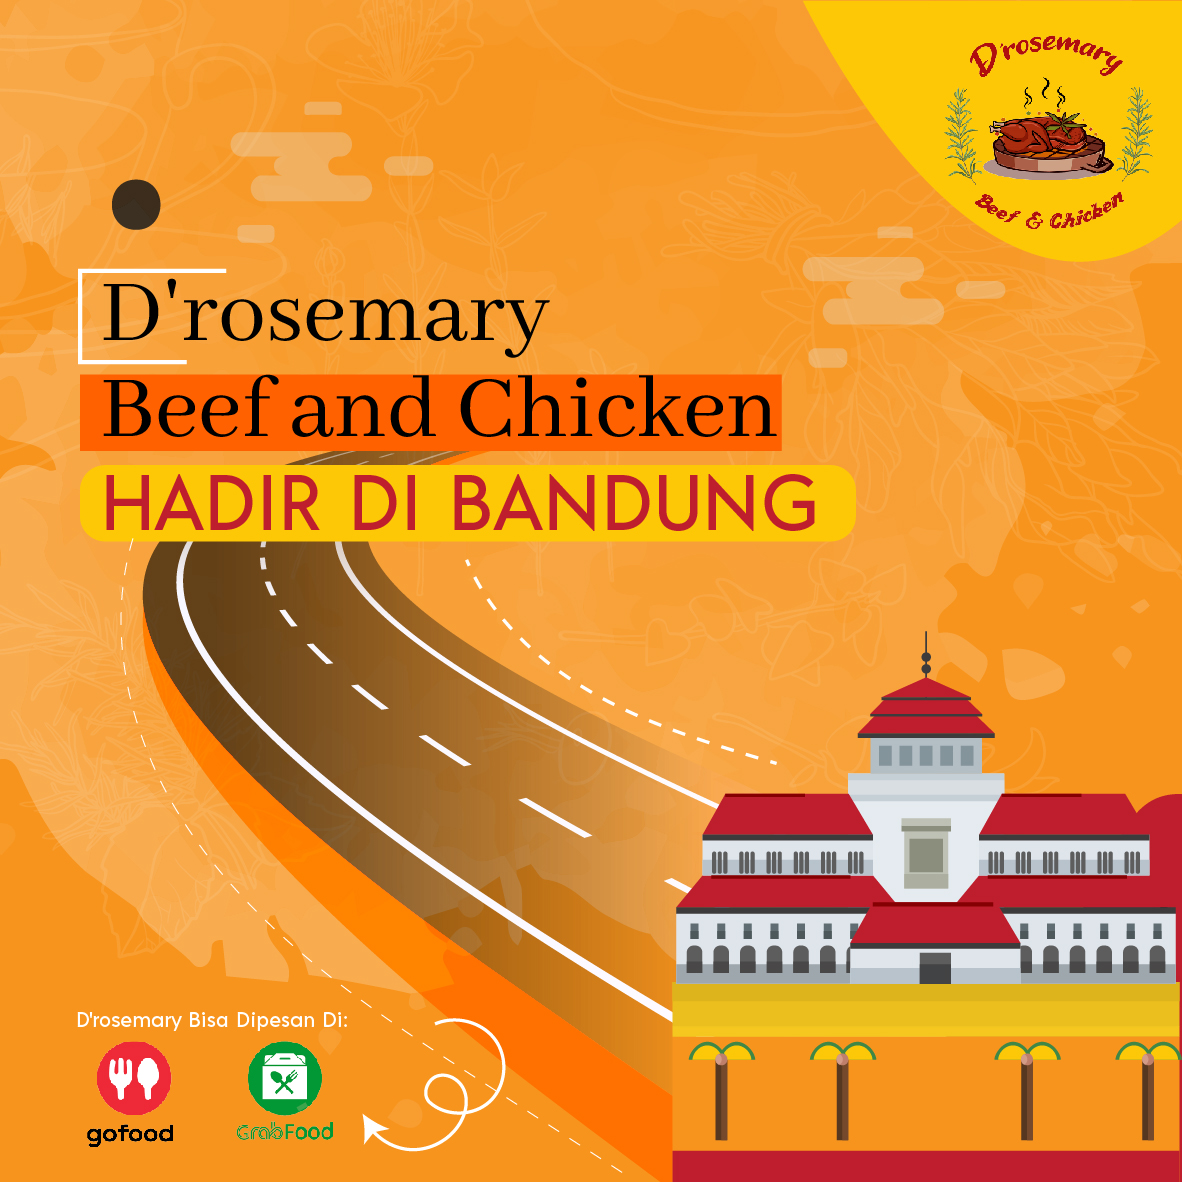 D'rosemary
Beef & Chicken
D'rosemary
Beef and Chicken
HADIR DI BANDUNG
D'rosemary Bisa Dipesan Di:
gofood
GrabFood